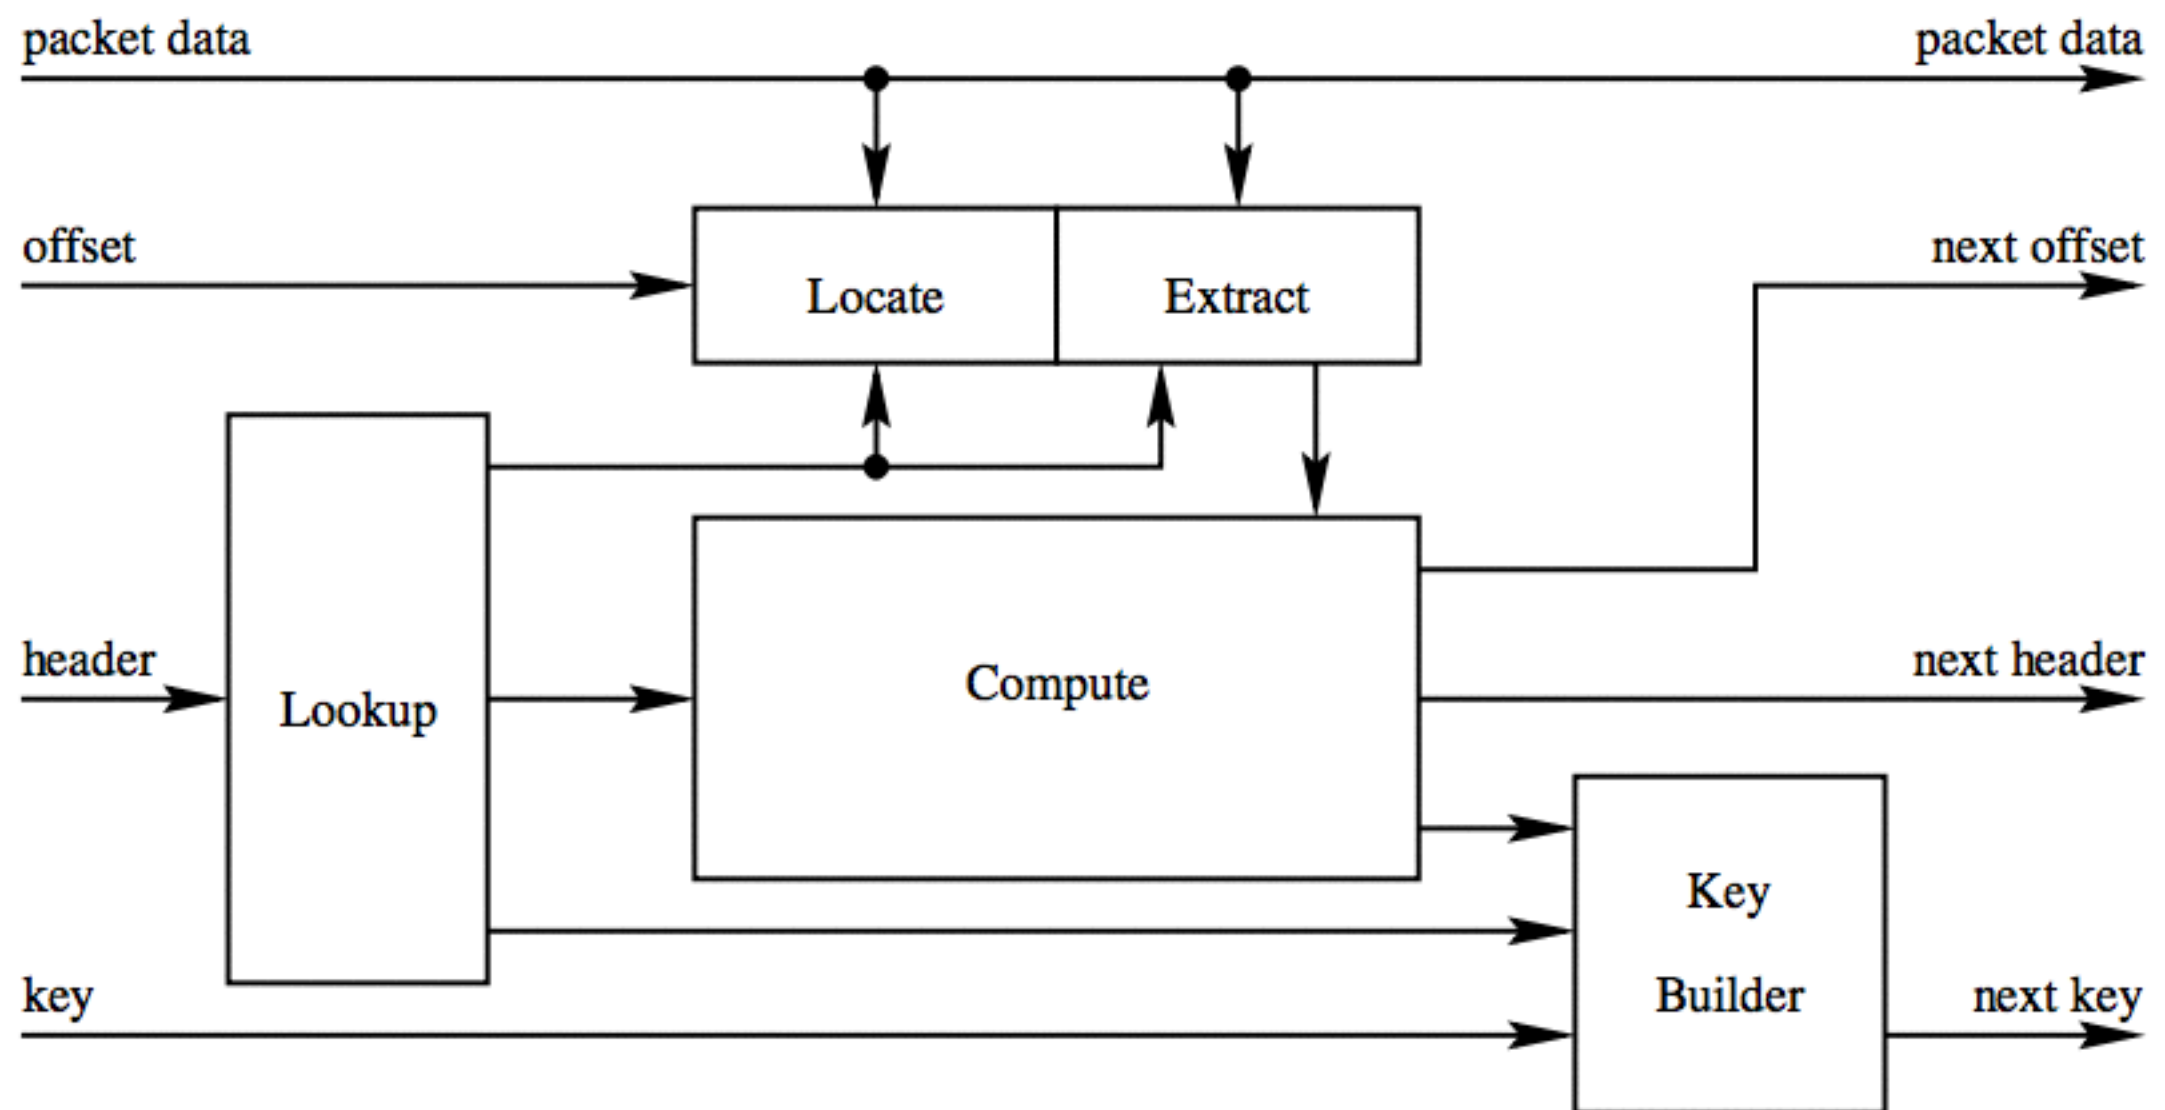 packet data
packet data
offset
next offset
Locate
Extract
header
next header
Lookup
Compute
Key
Builder
key
next key